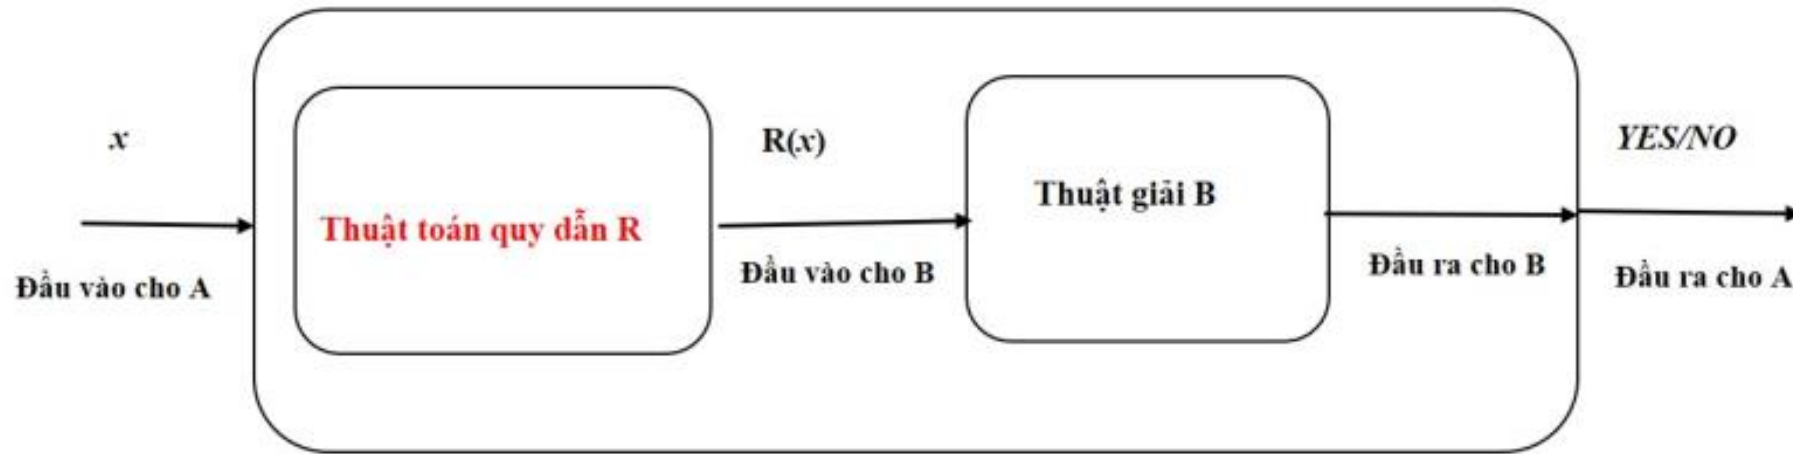 x
R(x)
YES/NO
Thuật toán quy dẫn R
Thuật giải B
Đầu vào cho A
Đầu vào cho B
Đầu ra cho B
Đầu ra cho A